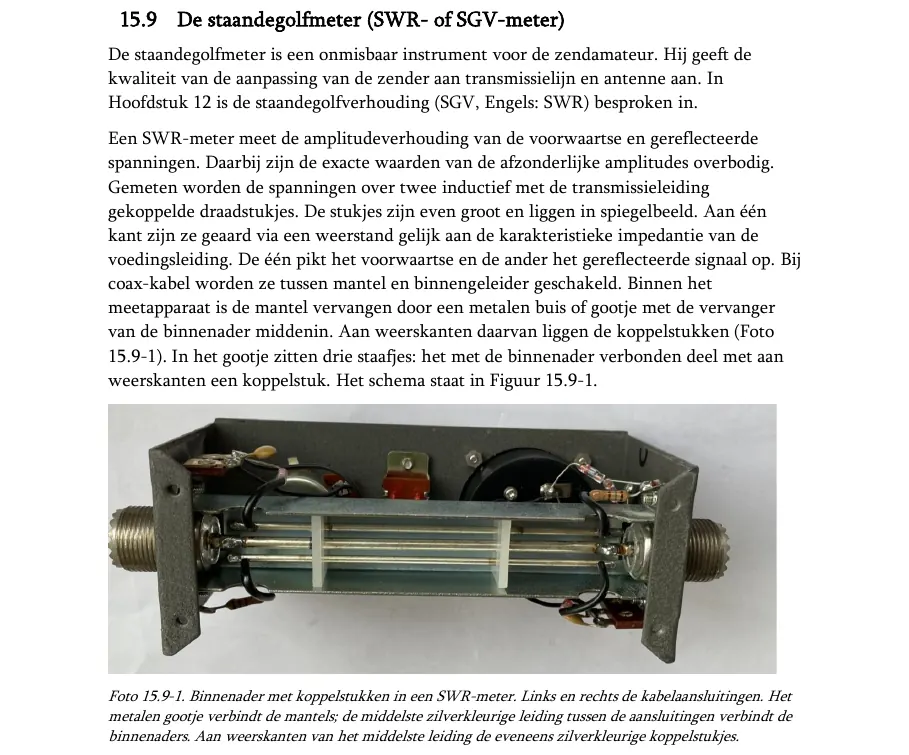 15.9 De staandegolfmeter (SWR- of SGV-meter)
De staandegolfmeter is een onmisbaar instrument voor de zendamateur. Hij geeft de
kwaliteit van de aanpassing van de zender aan transmissielijn en antenne aan. In
Hoofdstuk 12 is de staandegolfverhouding (SGV, Engels: SWR) besproken in.
Een SWR-meter meet de amplitudeverhouding van de voorwaartse en gereflecteerde
spanningen. Daarbij zijn de exacte waarden van de afzonderlijke amplitudes overbodig.
Gemeten worden de spanningen over twee inductief met de transmissieleiding
gekoppelde draadstukjes. De stukjes zijn even groot en liggen in spiegelbeeld. Aan één
kant zijn ze geaard via een weerstand gelijk aan de karakteristieke impedantie van de
voedingsleiding. De één pikt het voorwaartse en de ander het gereflecteerde signaal op. Bij
coax-kabel worden ze tussen mantel en binnengeleider geschakeld. Binnen het
meetapparaat is de mantel vervangen door een metalen buis of gootje met de vervanger
van de binnenader middenin. Aan weerskanten daarvan liggen de koppelstukken (Foto
15.9-1). In het gootje zitten drie staafjes: het met de binnenader verbonden deel met aan
weerskanten een koppelstuk. Het schema staat in Figuur 15.9-1.
Foto 15.9-1. Binnenader met koppelstukken in een SWR-meter. Links en rechts de kabelaansluitingen. Het
metalen gootje verbindt de mantels; de middelste zilverkleurige leiding tussen de aansluitingen verbindt de
binnenaders. Aan weerskanten van het middelste leiding de eveneens zilverkleurige koppelstukjes.